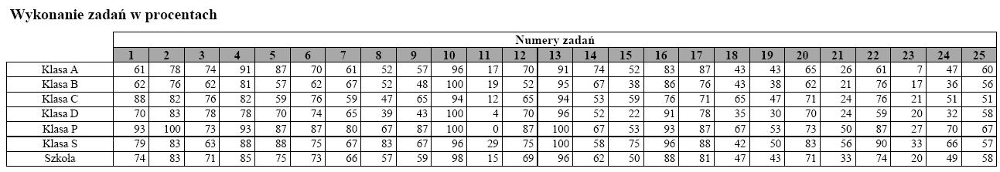 Wykonanie zadań w procentach
Numery zadań
1 2 3 4 5 6 7 8 9 10 11 12 13 14 15 16 17 18 19 20 21 22 23 24 25
Klasa A 61 78 74 91 87 70 61 52 57 96 17 70 91 74 52 83 87 43 43 65 26 61 7 47 60
Klasa B 62 76 62 81 57 62 67 52 48 100 19 52 95 67 38 86 76 43 38 62 21 76 17 36 56
Klasa C 88 82 76 82 59 76 59 47 65 94 12 65 94 53 59 76 71 65 47 71 24 76 21 51 51
Klasa D 70 83 78 78 70 74 65 39 43 100 4 70 96 52 22 91 78 35 30 70 24 59 20 32 58
Klasa P 93 100 73 93 87 87 80 67 87 100 0 87 100 67 53 93 87 67 53 73 50 87 27 70 67
Klasa S 79 83 63 88 88 75 67 83 67 96 29 75 100 58 75 96 88 42 50 83 56 90 33 66 57
Szkoła 74 83 71 85 75 73 66 57 59 98 15 69 96 62 50 88 81 47 43 71 33 74 20 49 58